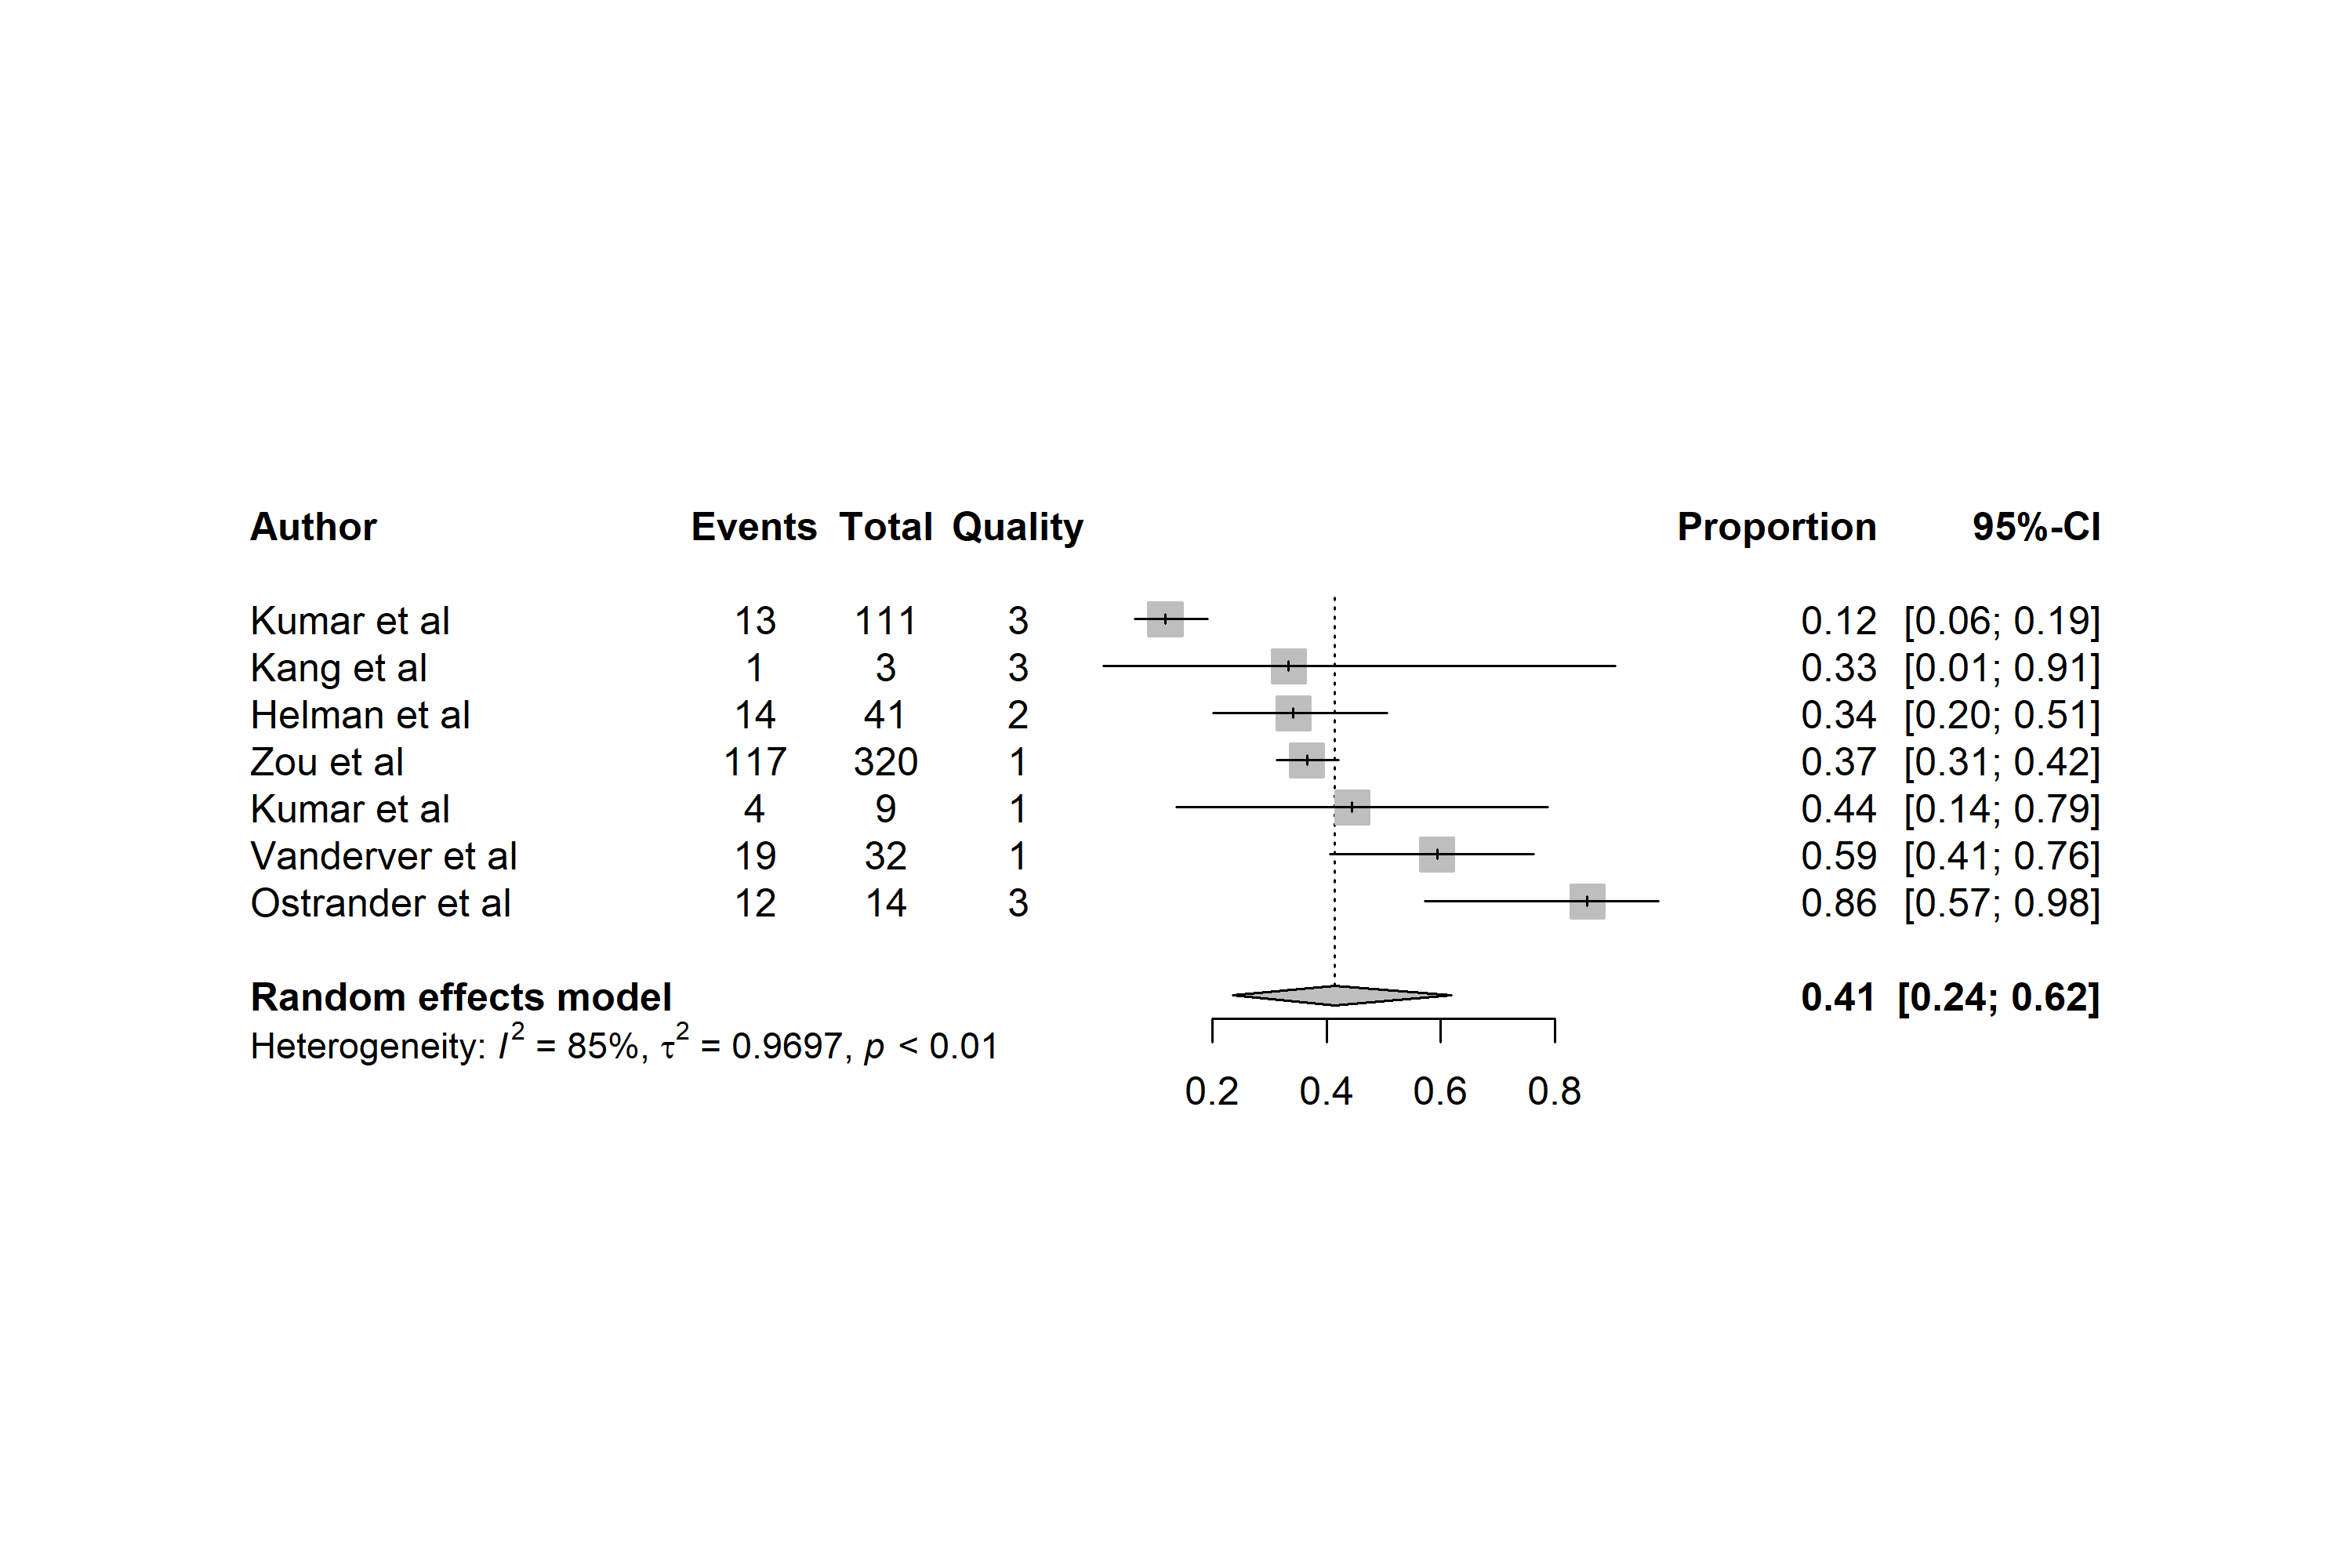 Author Events Total Quality Proportion 95%-CI
Kumar et al 13 111 3 0.12 [0.06; 0.19]
Kang et al 1 3 3 0.33 [0.01; 0.91]
Helman et al 14 41 2 0.34 [0.20; 0.51]
Zou et al 117 320 1 0.37 [0.31; 0.42]
Kumar et al 4 9 1 0.44 [0.14; 0.79]
Vanderver et al 19 32 1 0.59 [0.41; 0.76]
Ostrander et al 12 14 3 0.86 [0.57; 0.98]
Random effects model 0.41 [0.24; 0.62]
Heterogeneity: I² = 85%, τ² = 0.9697, p < 0.01
0.2 0.4 0.6 0.8